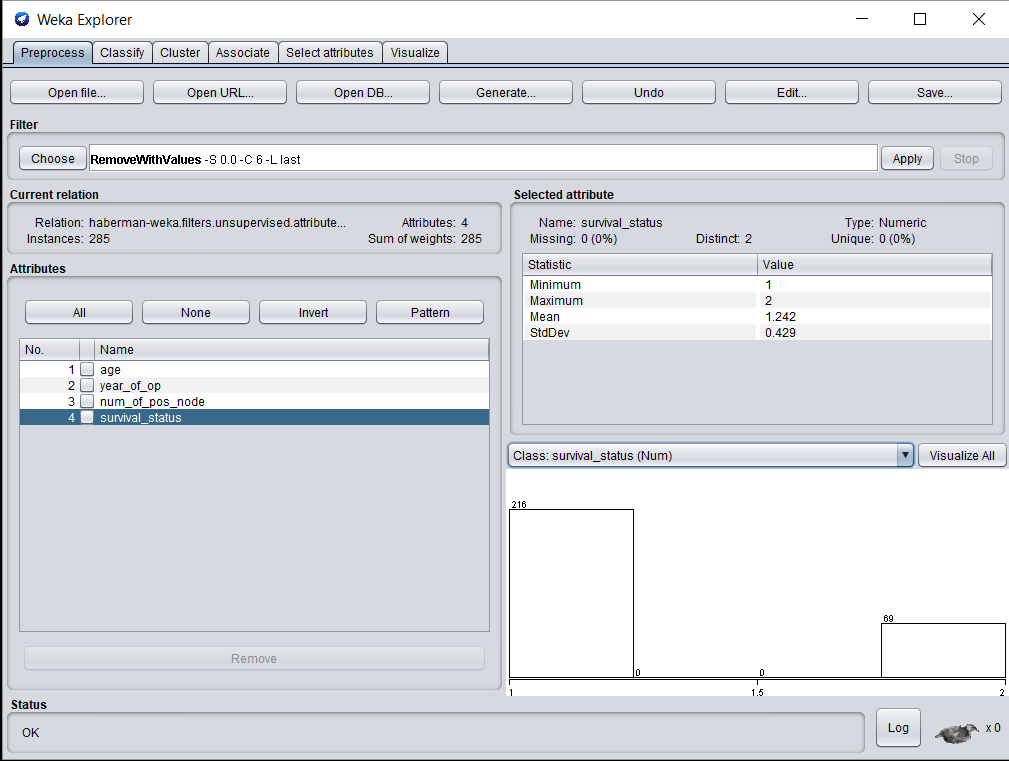 Weka Explorer
Preprocess Classify Cluster Associate Select attributes Visualize
Open file... Open URL... Open DB... Generate... Undo Edit... Save...
Filter
Choose RemoveWithValues -S 0.0 -C 6 -L last Apply Stop
Current relation
Relation: haberman-weka.filters.unsupervised.attribute... Attributes: 4
Instances: 285 Sum of weights: 285
Attributes
All None Invert Pattern
No. Name
1 age
2 year_of_op
3 num_of_pos_node
4 survival_status
Remove
Selected attribute
Name: survival_status Type: Numeric
Missing: 0 (0%) Distinct: 2 Unique: 0 (0%)
Statistic Value
Minimum 1
Maximum 2
Mean 1.242
StdDev 0.429
Class: survival_status (Num) Visualize All
216
69
0 0
1 1.5 2
Status
OK Log x 0